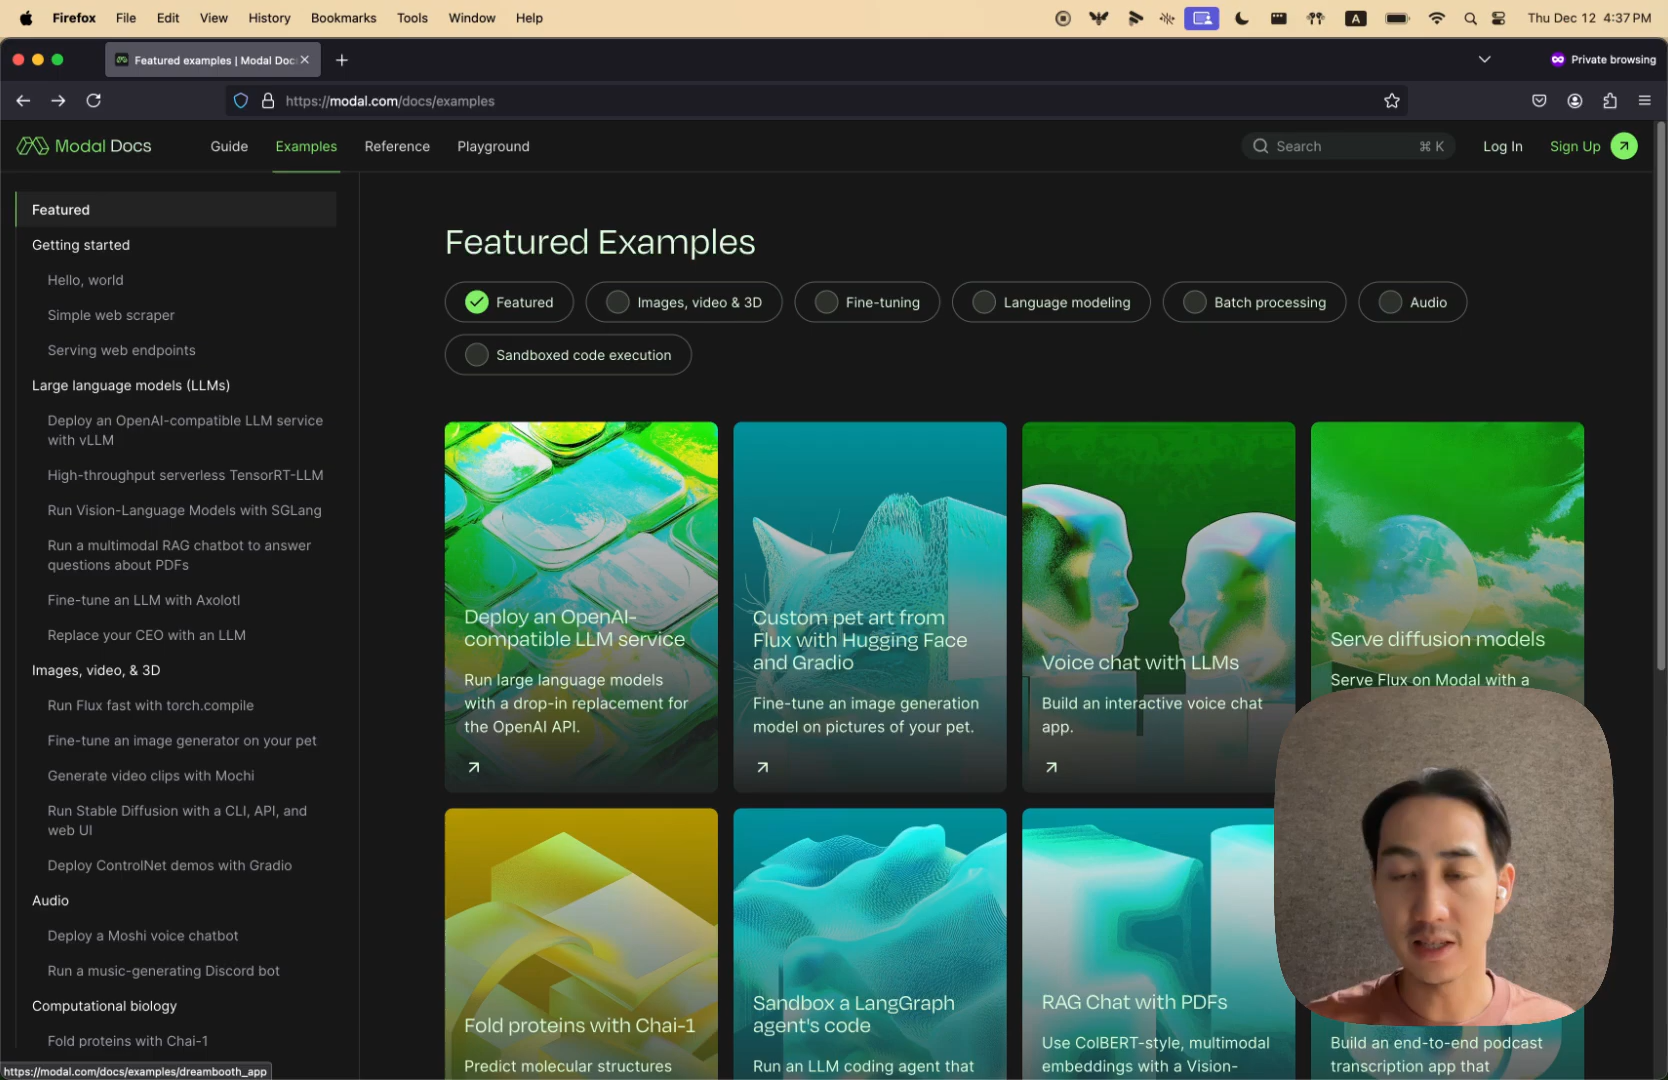 Firefox File Edit View History Bookmarks Tools Window Help
A
Thu Dec 12 4:37 PM
Featured examples | Modal Doc
Private browsing
https://modal.com/docs/examples
Modal Docs
Guide Examples Reference Playground
Search ⌘ K
Log In Sign Up
Featured
Getting started
Hello, world
Simple web scraper
Serving web endpoints
Large language models (LLMs)
Deploy an OpenAI-compatible LLM service
with vLLM
High-throughput serverless TensorRT-LLM
Run Vision-Language Models with SGLang
Run a multimodal RAG chatbot to answer
questions about PDFs
Fine-tune an LLM with Axolotl
Replace your CEO with an LLM
Images, video, & 3D
Run Flux fast with torch.compile
Fine-tune an image generator on your pet
Generate video clips with Mochi
Run Stable Diffusion with a CLI, API, and
web UI
Deploy ControlNet demos with Gradio
Audio
Deploy a Moshi voice chatbot
Run a music-generating Discord bot
Computational biology
Fold proteins with Chai-1
https://modal.com/docs/examples/dreambooth_app
Featured Examples
Featured Images, video & 3D Fine-tuning Language modeling Batch processing Audio
Sandboxed code execution
Deploy an OpenAI-
compatible LLM service
Run large language models
with a drop-in replacement for
the OpenAI API.
Custom pet art from
Flux with Hugging Face
and Gradio
Fine-tune an image generation
model on pictures of your pet.
Voice chat with LLMs
Build an interactive voice chat
app.
Serve diffusion models
Serve Flux on Modal with a
Fold proteins with Chai-1
Predict molecular structures
Sandbox a LangGraph
agent's code
Run an LLM coding agent that
RAG Chat with PDFs
Use ColBERT-style, multimodal
embeddings with a Vision-
Build an end-to-end podcast
transcription app that